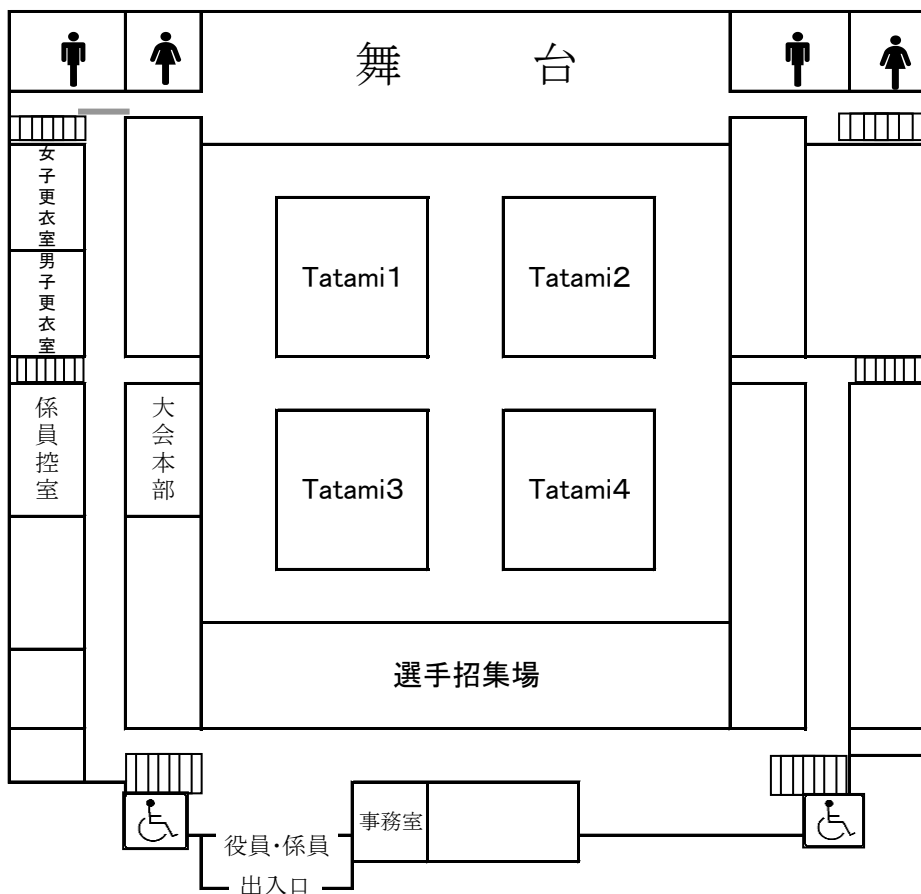 舞台
女子更衣室
Tatami1
Tatami2
男子更衣室
係員控室
大会本部
Tatami3
Tatami4
選手招集場
事務室
役員・係員
出入口